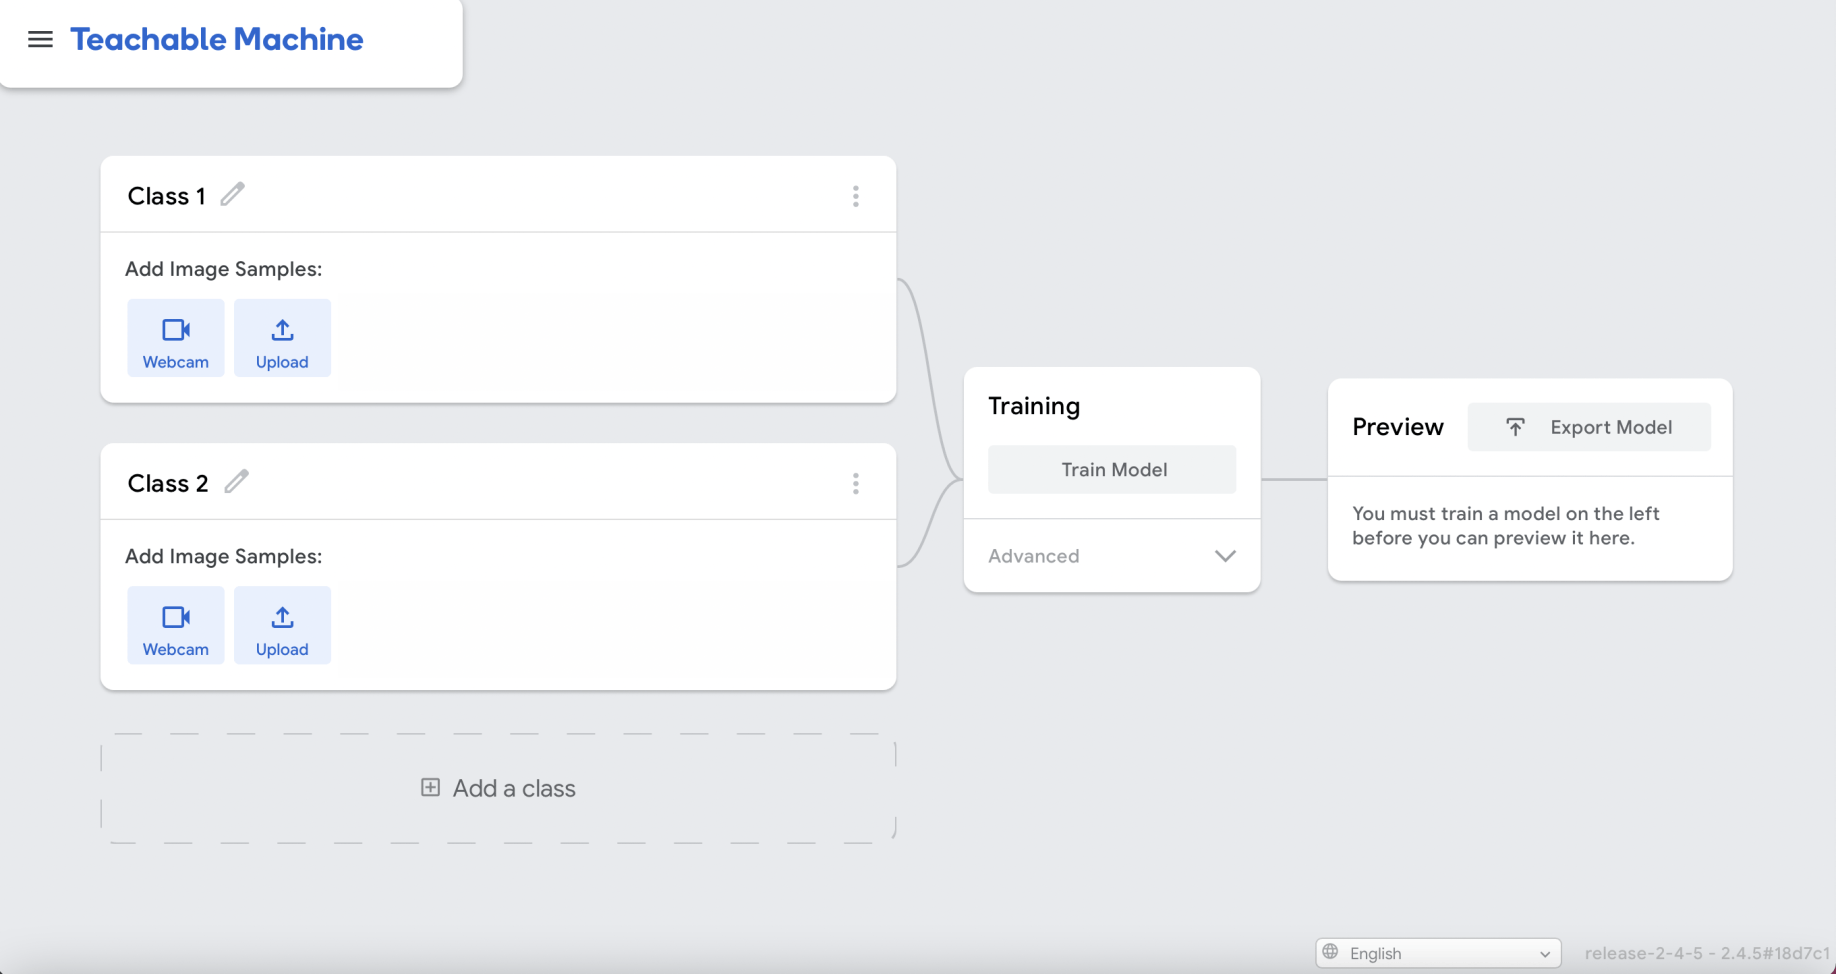 Teachable Machine
Class 1
Add Image Samples:
Webcam
Upload
Class 2
Add Image Samples:
Webcam
Upload
Add a class
Training
Train Model
Advanced
Preview
Export Model
You must train a model on the left
before you can preview it here.
English
release-2-4-5 - 2.4.5#18d7c1